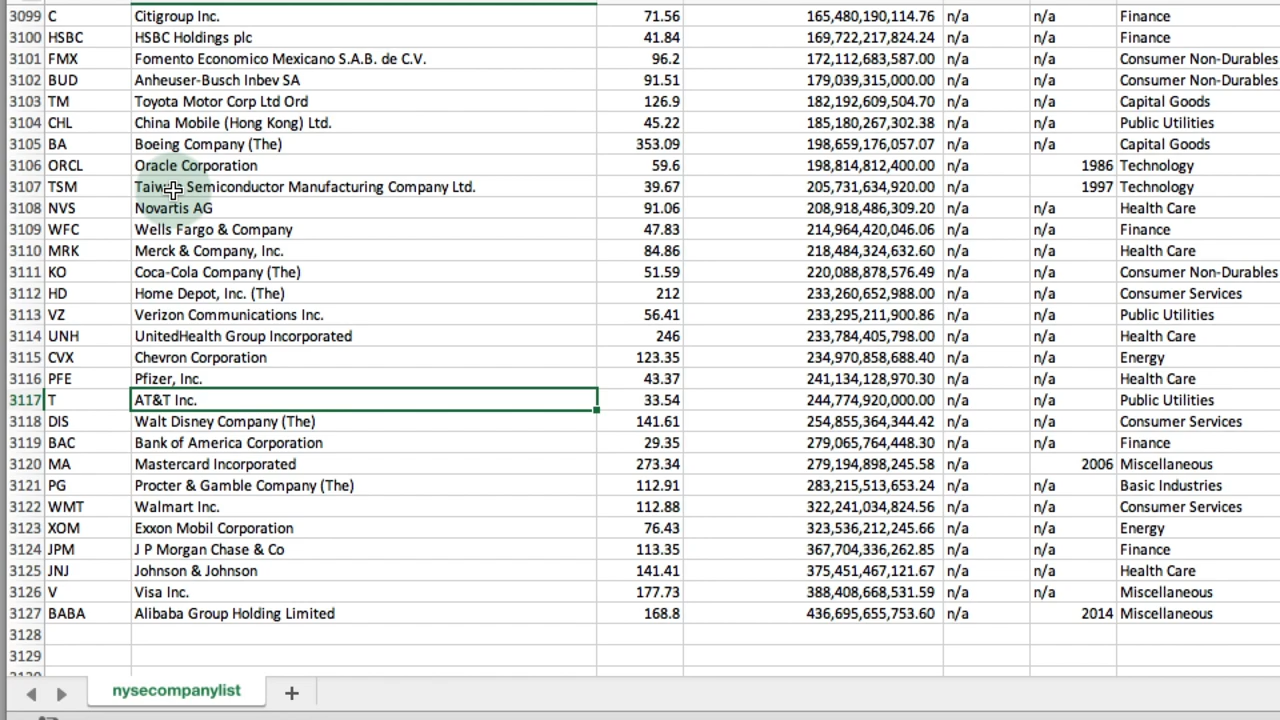 3099 C Citigroup Inc. 71.56 165,480,190,114.76 n/a n/a Finance
3100 HSBC HSBC Holdings plc 41.84 169,722,217,824.24 n/a n/a Finance
3101 FMX Fomento Economico Mexicano S.A.B. de C.V. 96.2 172,112,683,587.00 n/a n/a Consumer Non-Durables
3102 BUD Anheuser-Busch Inbev SA 91.51 179,039,315,000.00 n/a n/a Consumer Non-Durables
3103 TM Toyota Motor Corp Ltd Ord 126.9 182,192,609,504.70 n/a n/a Capital Goods
3104 CHL China Mobile (Hong Kong) Ltd. 45.22 185,180,267,302.38 n/a n/a Public Utilities
3105 BA Boeing Company (The) 353.09 198,659,176,057.07 n/a n/a Capital Goods
3106 ORCL Oracle Corporation 59.6 198,814,812,400.00 n/a 1986 Technology
3107 TSM Taiwan Semiconductor Manufacturing Company Ltd. 39.67 205,731,634,920.00 n/a 1997 Technology
3108 NVS Novartis AG 91.06 208,918,486,309.20 n/a n/a Health Care
3109 WFC Wells Fargo & Company 47.83 214,964,420,046.06 n/a n/a Finance
3110 MRK Merck & Company, Inc. 84.86 218,484,324,632.60 n/a n/a Health Care
3111 KO Coca-Cola Company (The) 51.59 220,088,878,576.49 n/a n/a Consumer Non-Durables
3112 HD Home Depot, Inc. (The) 212 233,260,652,988.00 n/a n/a Consumer Services
3113 VZ Verizon Communications Inc. 56.41 233,295,211,900.86 n/a n/a Public Utilities
3114 UNH UnitedHealth Group Incorporated 246 233,784,405,798.00 n/a n/a Health Care
3115 CVX Chevron Corporation 123.35 234,970,858,688.40 n/a n/a Energy
3116 PFE Pfizer, Inc. 43.37 241,134,128,970.30 n/a n/a Health Care
3117 T AT&T Inc. 33.54 244,774,920,000.00 n/a n/a Public Utilities
3118 DIS Walt Disney Company (The) 141.61 254,855,364,344.42 n/a n/a Consumer Services
3119 BAC Bank of America Corporation 29.35 279,065,764,448.30 n/a n/a Finance
3120 MA Mastercard Incorporated 273.34 279,194,898,245.58 n/a 2006 Miscellaneous
3121 PG Procter & Gamble Company (The) 112.91 283,215,513,653.24 n/a n/a Basic Industries
3122 WMT Walmart Inc. 112.88 322,241,034,824.56 n/a n/a Consumer Services
3123 XOM Exxon Mobil Corporation 76.43 323,536,212,245.66 n/a n/a Energy
3124 JPM J P Morgan Chase & Co 113.35 367,704,336,262.85 n/a n/a Finance
3125 JNJ Johnson & Johnson 141.41 375,451,467,121.67 n/a n/a Health Care
3126 V Visa Inc. 177.73 388,408,668,531.59 n/a n/a Miscellaneous
3127 BABA Alibaba Group Holding Limited 168.8 436,695,655,753.60 n/a 2014 Miscellaneous
3128
3129
nysecompanylist